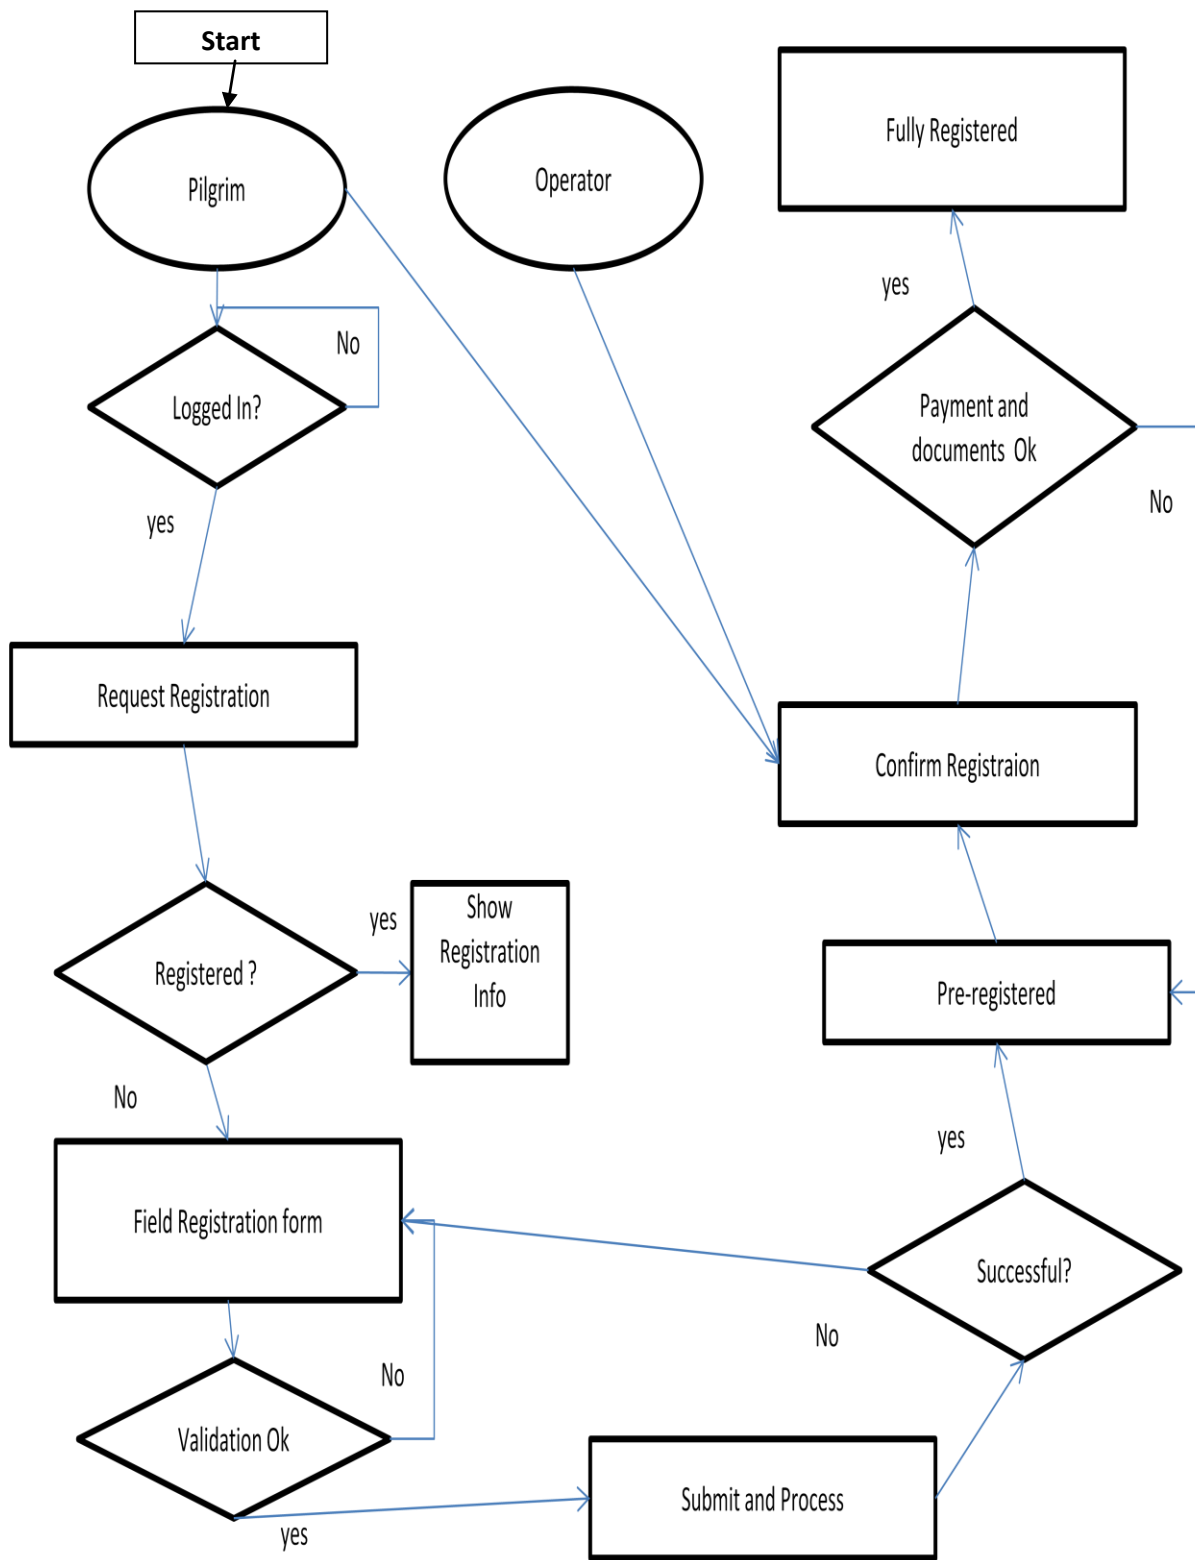 Start
Pilgrim
Operator
Fully Registered
yes
No
Logged In?
Payment and
documents  Ok
No
yes
Request Registration
Confirm Registraion
Show
Registration
Info
yes
Registered ?
Pre-registered
No
yes
Field Registration form
Successful?
No
No
Validation Ok
Submit and Process
yes